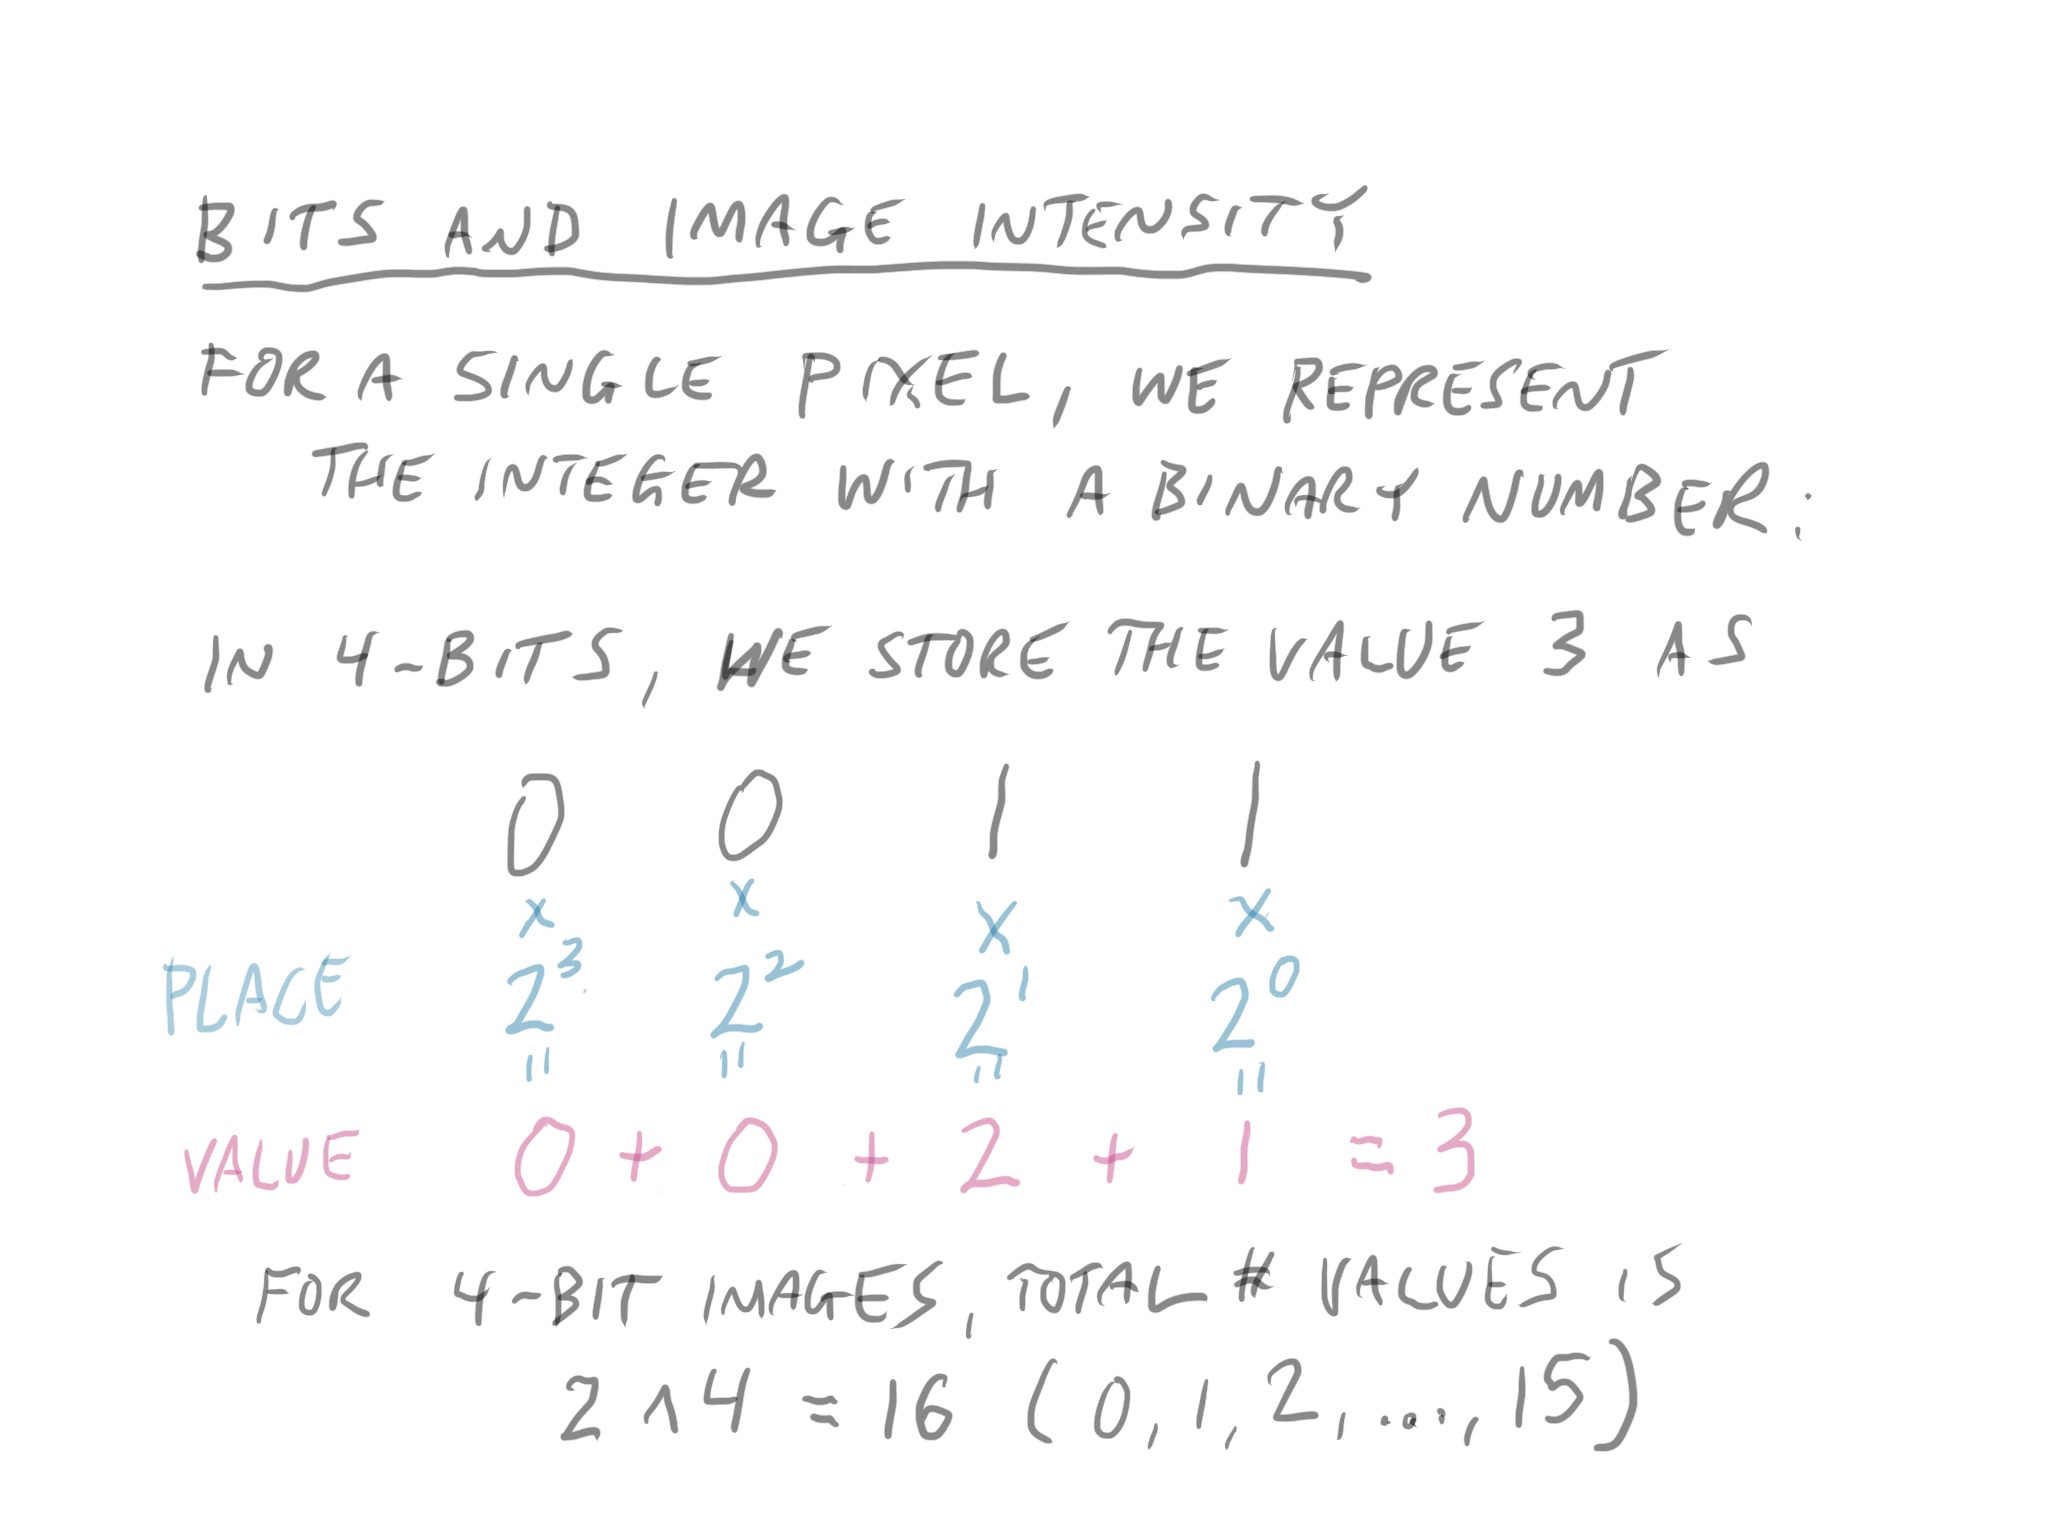 BITS AND IMAGE INTENSITY
FOR A SINGLE PIXEL, WE REPRESENT
THE INTEGER WITH A BINARY NUMBER:
IN 4-BITS, WE STORE THE VALUE 3 AS
0 0 1 1
x x x x
PLACE 2^3 2^2 2^1 2^0
= = = =
VALUE 0 + 0 + 2 + 1 = 3
FOR 4-BIT IMAGES, TOTAL # VALUES IS
2^4 = 16 (0, 1, 2, ..., 15)